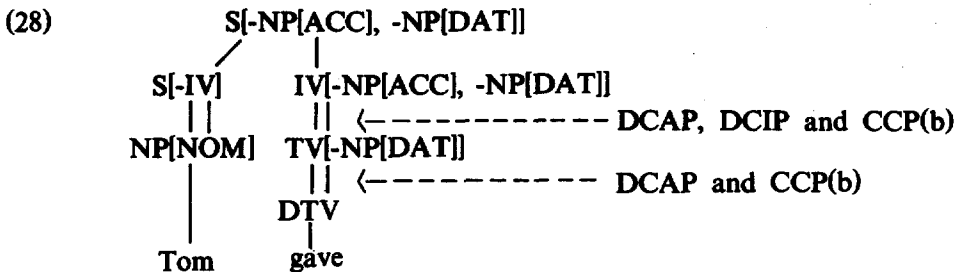 (28) S[-NP[ACC], -NP[DAT]]
S[-IV] IV[-NP[ACC], -NP[DAT]]
<------------ DCAP, DCIP and CCP(b)
NP[NOM] TV[-NP[DAT]]
<------------ DCAP and CCP(b)
DTV
Tom gave